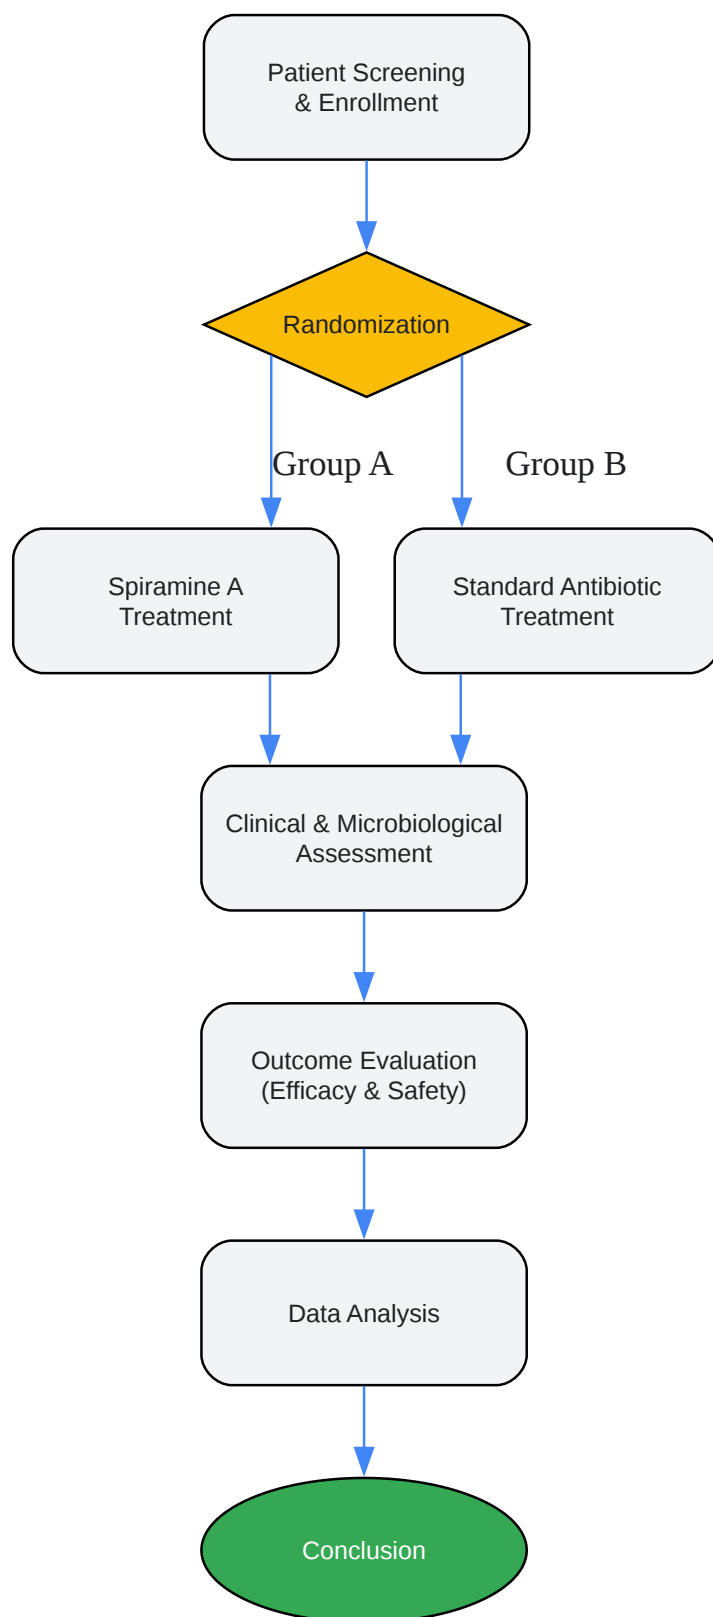 Patient Screening
& Enrollment
Randomization
Group A
Group B
Spiramine A
Treatment
Standard Antibiotic
Treatment
Clinical & Microbiological
Assessment
Outcome Evaluation
(Efficacy & Safety)
Data Analysis
Conclusion